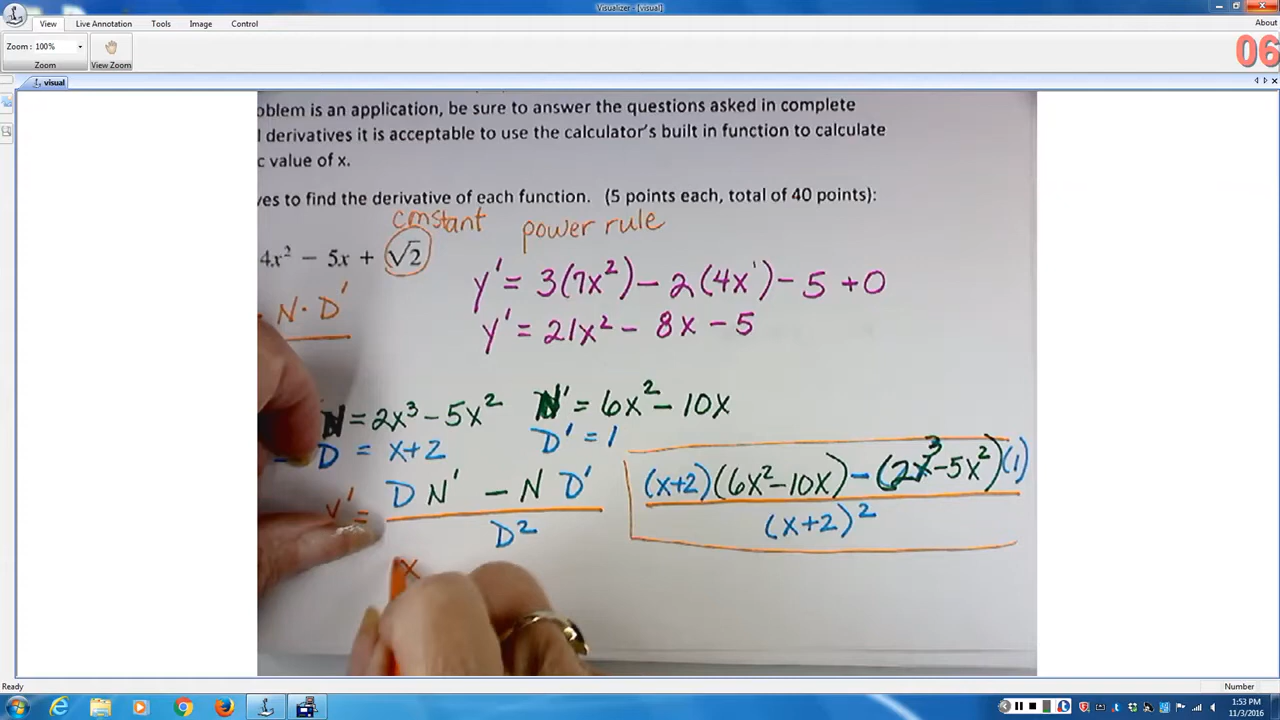 Visualizer - [visual]
View Live Annotation Tools Image Control
About
Zoom : 100%
Zoom View Zoom
06
visual
oblem is an application, be sure to answer the questions asked in complete
l derivatives it is acceptable to use the calculator's built in function to calculate
c value of x.
ves to find the derivative of each function. (5 points each, total of 40 points):
constant power rule
4x² − 5x + √2
y' = 3(7x²) − 2(4x¹) − 5 + 0
N · D'
y' = 21x² − 8x − 5
N = 2x³ − 5x² N' = 6x² − 10x
D = x+2 D' = 1
v' = D N' − N D' (x+2)(6x²−10x) − (2x³−5x²)(1)
D² (x+2)²
x
Ready Number
1:53 PM
11/3/2016